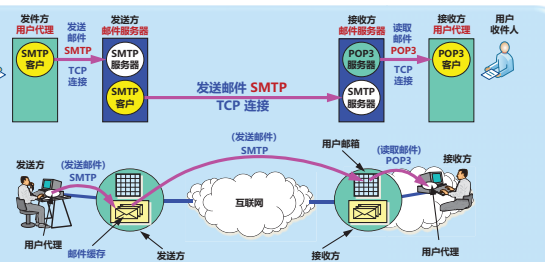 发件方
用户代理
SMTP
客户
发送
邮件
SMTP
TCP
连接
发送方
邮件服务器
SMTP
服务器
SMTP
客户
发送邮件 SMTP
TCP 连接
接收方
邮件服务器
POP3
服务器
SMTP
服务器
读取
邮件
POP3
TCP
连接
接收方
用户代理
POP3
客户
用户
收件人
发送方
(发送邮件)
SMTP
用户代理
邮件缓存
发送方
(发送邮件)
SMTP
互联网
用户邮箱
接收方
(读取邮件)
POP3
接收方
用户代理